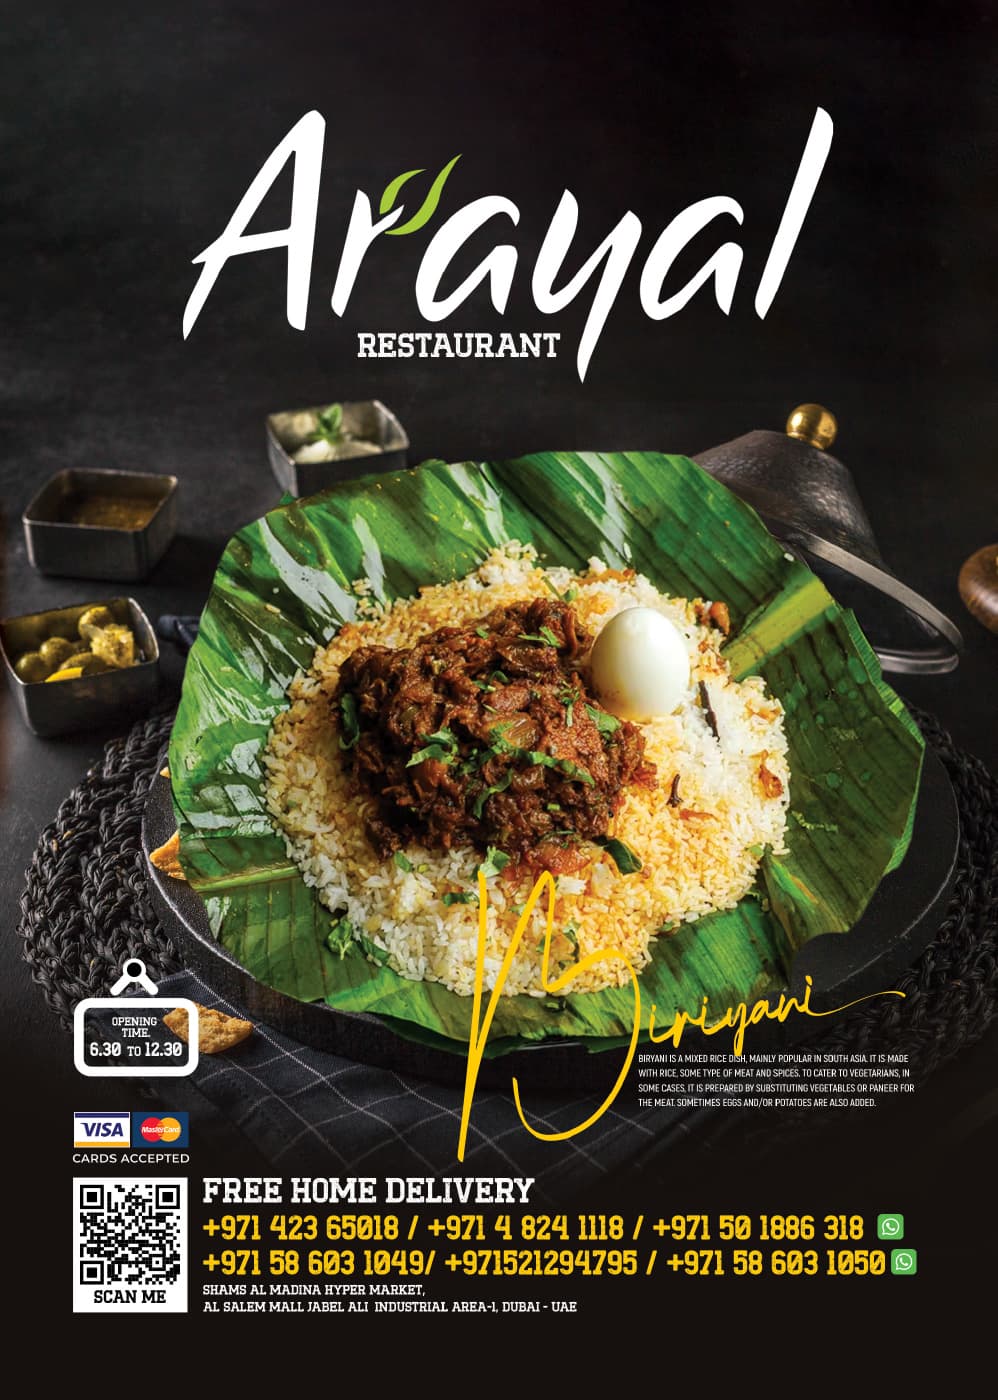 Arayal
RESTAURANT
Biriyani
BIRYANI IS A MIXED RICE DISH, MAINLY POPULAR IN SOUTH ASIA. IT IS MADE
WITH RICE, SOME TYPE OF MEAT AND SPICES. TO CATER TO VEGETARIANS, IN
SOME CASES, IT IS PREPARED BY SUBSTITUTING VEGETABLES OR PANEER FOR
THE MEAT. SOMETIMES EGGS AND/OR POTATOES ARE ALSO ADDED.
OPENING
TIME.
6.30 TO 12.30
VISA MasterCard
CARDS ACCEPTED
SCAN ME
FREE HOME DELIVERY
+971 423 65018 / +971 4 824 1118 / +971 50 1886 318
+971 58 603 1049/ +971521294795 / +971 58 603 1050
SHAMS AL MADINA HYPER MARKET,
AL SALEM MALL JABEL ALI INDUSTRIAL AREA-1, DUBAI - UAE